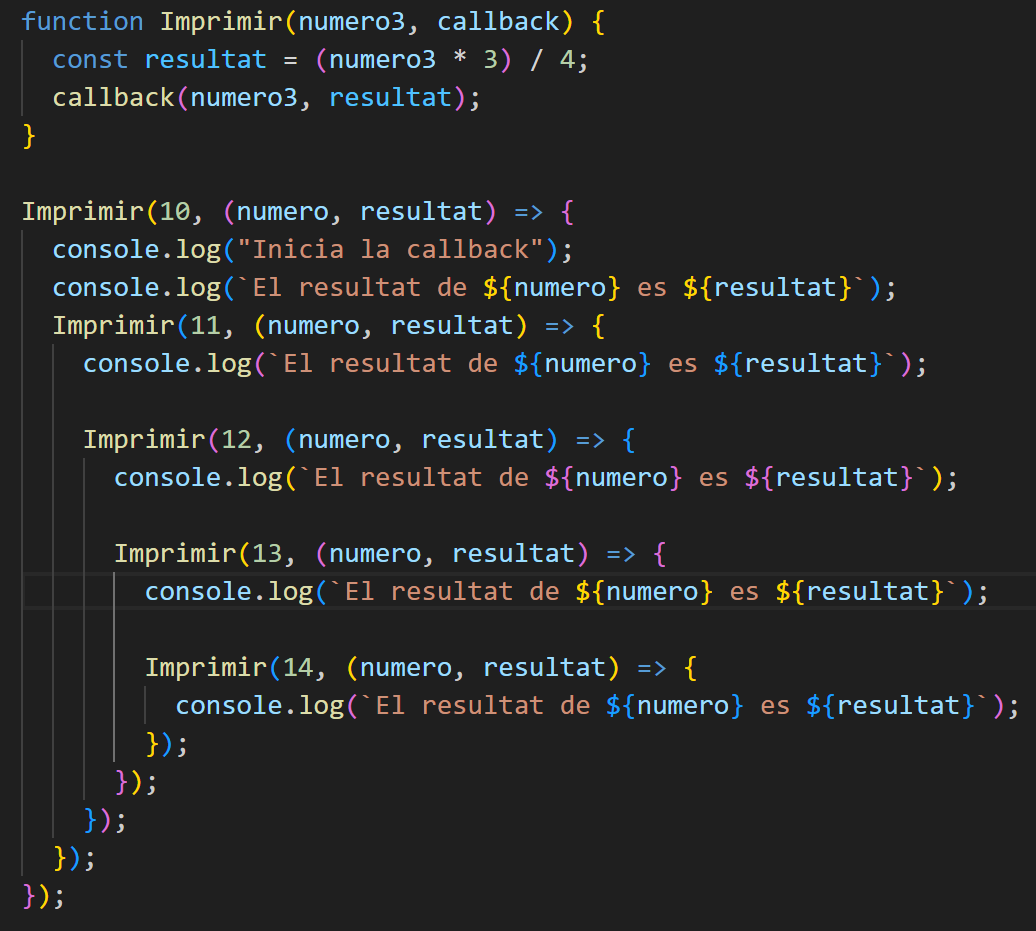 function Imprimir(numero3, callback) {
  const resultat = (numero3 * 3) / 4;
  callback(numero3, resultat);
}

Imprimir(10, (numero, resultat) => {
  console.log("Inicia la callback");
  console.log(`El resultat de ${numero} es ${resultat}`);
  Imprimir(11, (numero, resultat) => {
    console.log(`El resultat de ${numero} es ${resultat}`);

    Imprimir(12, (numero, resultat) => {
      console.log(`El resultat de ${numero} es ${resultat}`);

      Imprimir(13, (numero, resultat) => {
        console.log(`El resultat de ${numero} es ${resultat}`);

        Imprimir(14, (numero, resultat) => {
          console.log(`El resultat de ${numero} es ${resultat}`);
        });
      });
    });
  });
});